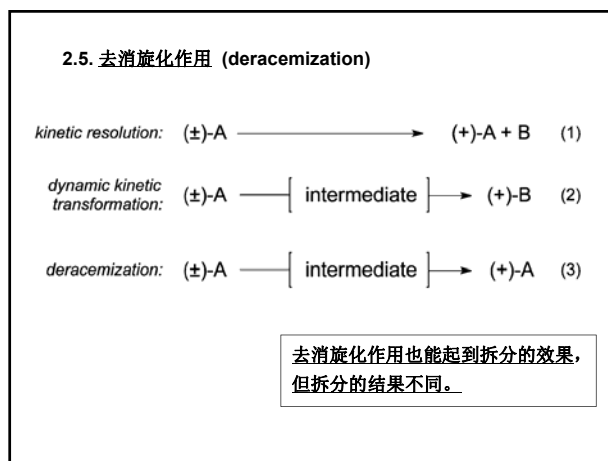 2.5. 去消旋化作用 (deracemization)
kinetic resolution: (±)-A (+)-A + B (1)
dynamic kinetic
transformation: (±)-A [ intermediate ] (+)-B (2)
deracemization: (±)-A [ intermediate ] (+)-A (3)
去消旋化作用也能起到拆分的效果，
但拆分的结果不同。